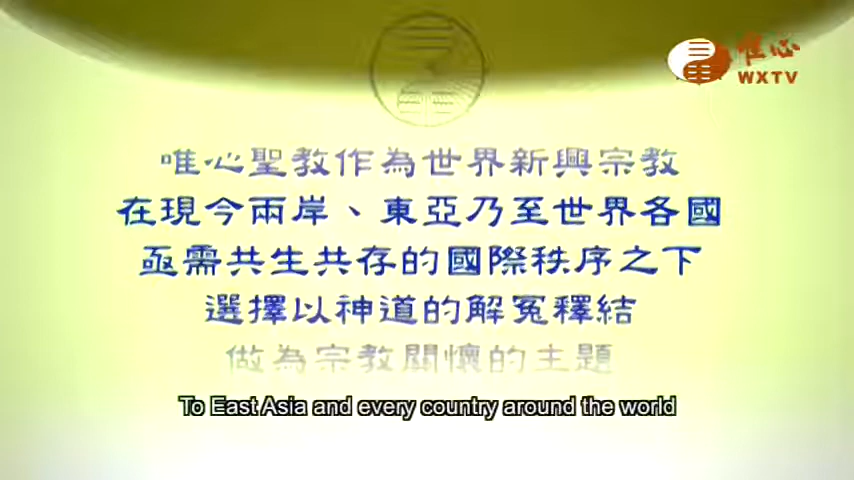 唯心
WXTV
唯心聖教作為世界新興宗教
在現今兩岸、東亞乃至世界各國
亟需共生共存的國際秩序之下
選擇以神道的解冤釋結
做為宗教關懷的主題
To East Asia and every country around the world